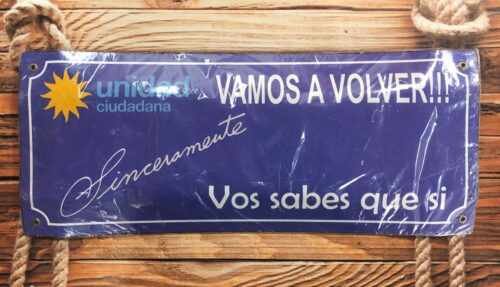 unidad
ciudadana
VAMOS A VOLVER!!!
Sinceramente
Vos sabes que si